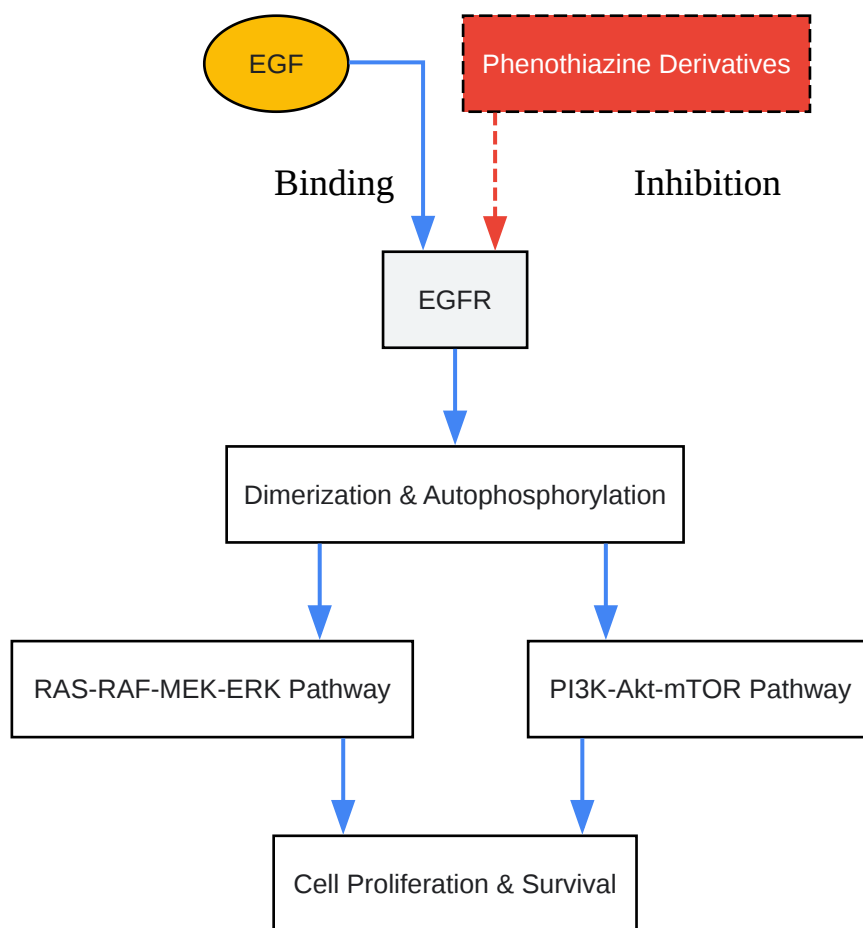 EGF
Phenothiazine Derivatives
Binding
Inhibition
EGFR
Dimerization & Autophosphorylation
RAS-RAF-MEK-ERK Pathway
PI3K-Akt-mTOR Pathway
Cell Proliferation & Survival